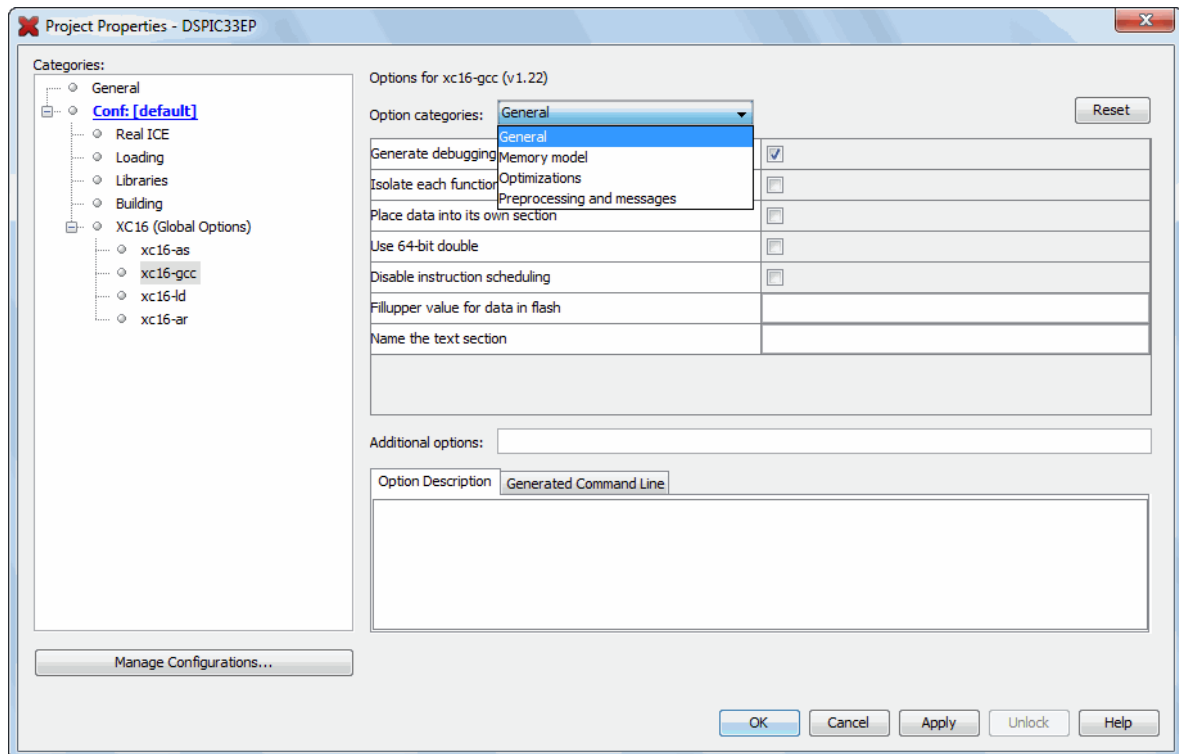 Project Properties - DSPIC33EP
Categories:
General
Conf: [default]
Real ICE
Loading
Libraries
Building
XC16 (Global Options)
xc16-as
xc16-gcc
xc16-ld
xc16-ar
Manage Configurations...
Options for xc16-gcc (v1.22)
Option categories: General
Reset
General
Memory model
Optimizations
Preprocessing and messages
Generate debugging
Isolate each function
Place data into its own section
Use 64-bit double
Disable instruction scheduling
Fillupper value for data in flash
Name the text section
Additional options:
Option Description Generated Command Line
OK Cancel Apply Unlock Help